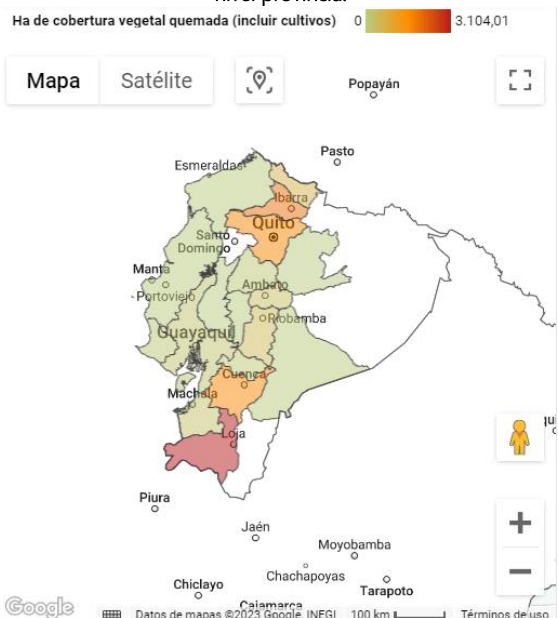 nivel provincial
Ha de cobertura vegetal quemada (incluir cultivos) 0 3.104,01
Mapa Satélite
Popayán
Pasto
Esmeraldas
Ibarra
Quito
Santo
Domingo
Manta
Portoviejo
Ambato
Riobamba
Guayaquil
Cuenca
Machala
Loja
Piura
Jaén
Moyobamba
Chachapoyas
Chiclayo
Tarapoto
Cajamarca
Google
Datos de mapas ©2023 Google, INEGI 100 km Términos de uso